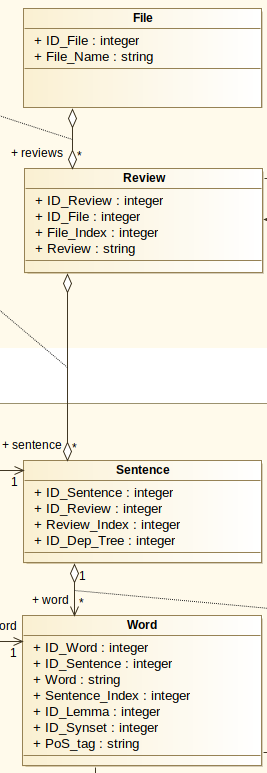 File
+ ID_File : integer
+ File_Name : string
+ reviews
*
Review
+ ID_Review : integer
+ ID_File : integer
+ File_Index : integer
+ Review : string
+ sentence
*
1
Sentence
+ ID_Sentence : integer
+ ID_Review : integer
+ Review_Index : integer
+ ID_Dep_Tree : integer
1
+ word
*
ord
1
Word
+ ID_Word : integer
+ ID_Sentence : integer
+ Word : string
+ Sentence_Index : integer
+ ID_Lemma : integer
+ ID_Synset : integer
+ PoS_tag : string